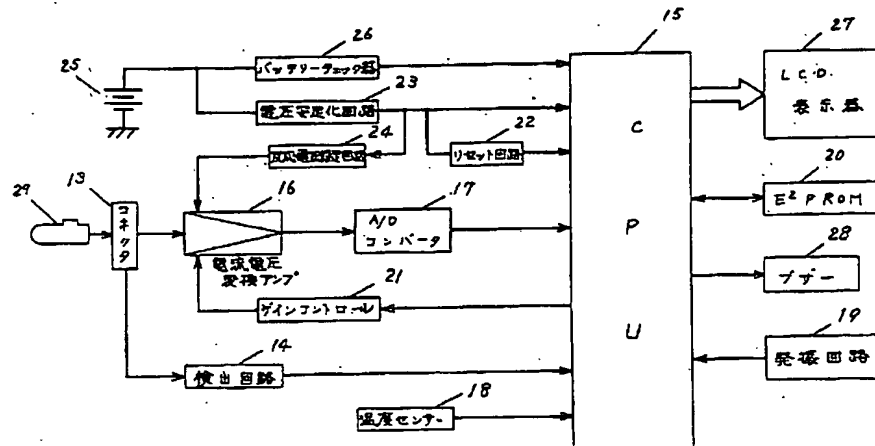 26
15
27
25
バッテリーチェック器
LCD
表示器
23
電圧安定化回路
24
22
リセット回路
C
P
U
20
E² PROM
13
29
コネクタ
16
17
A/D
コンバータ
28
ブザー
電流電圧
変換アンプ
21
ゲインコントロール
19
発振回路
14
検出回路
18
温度センサー